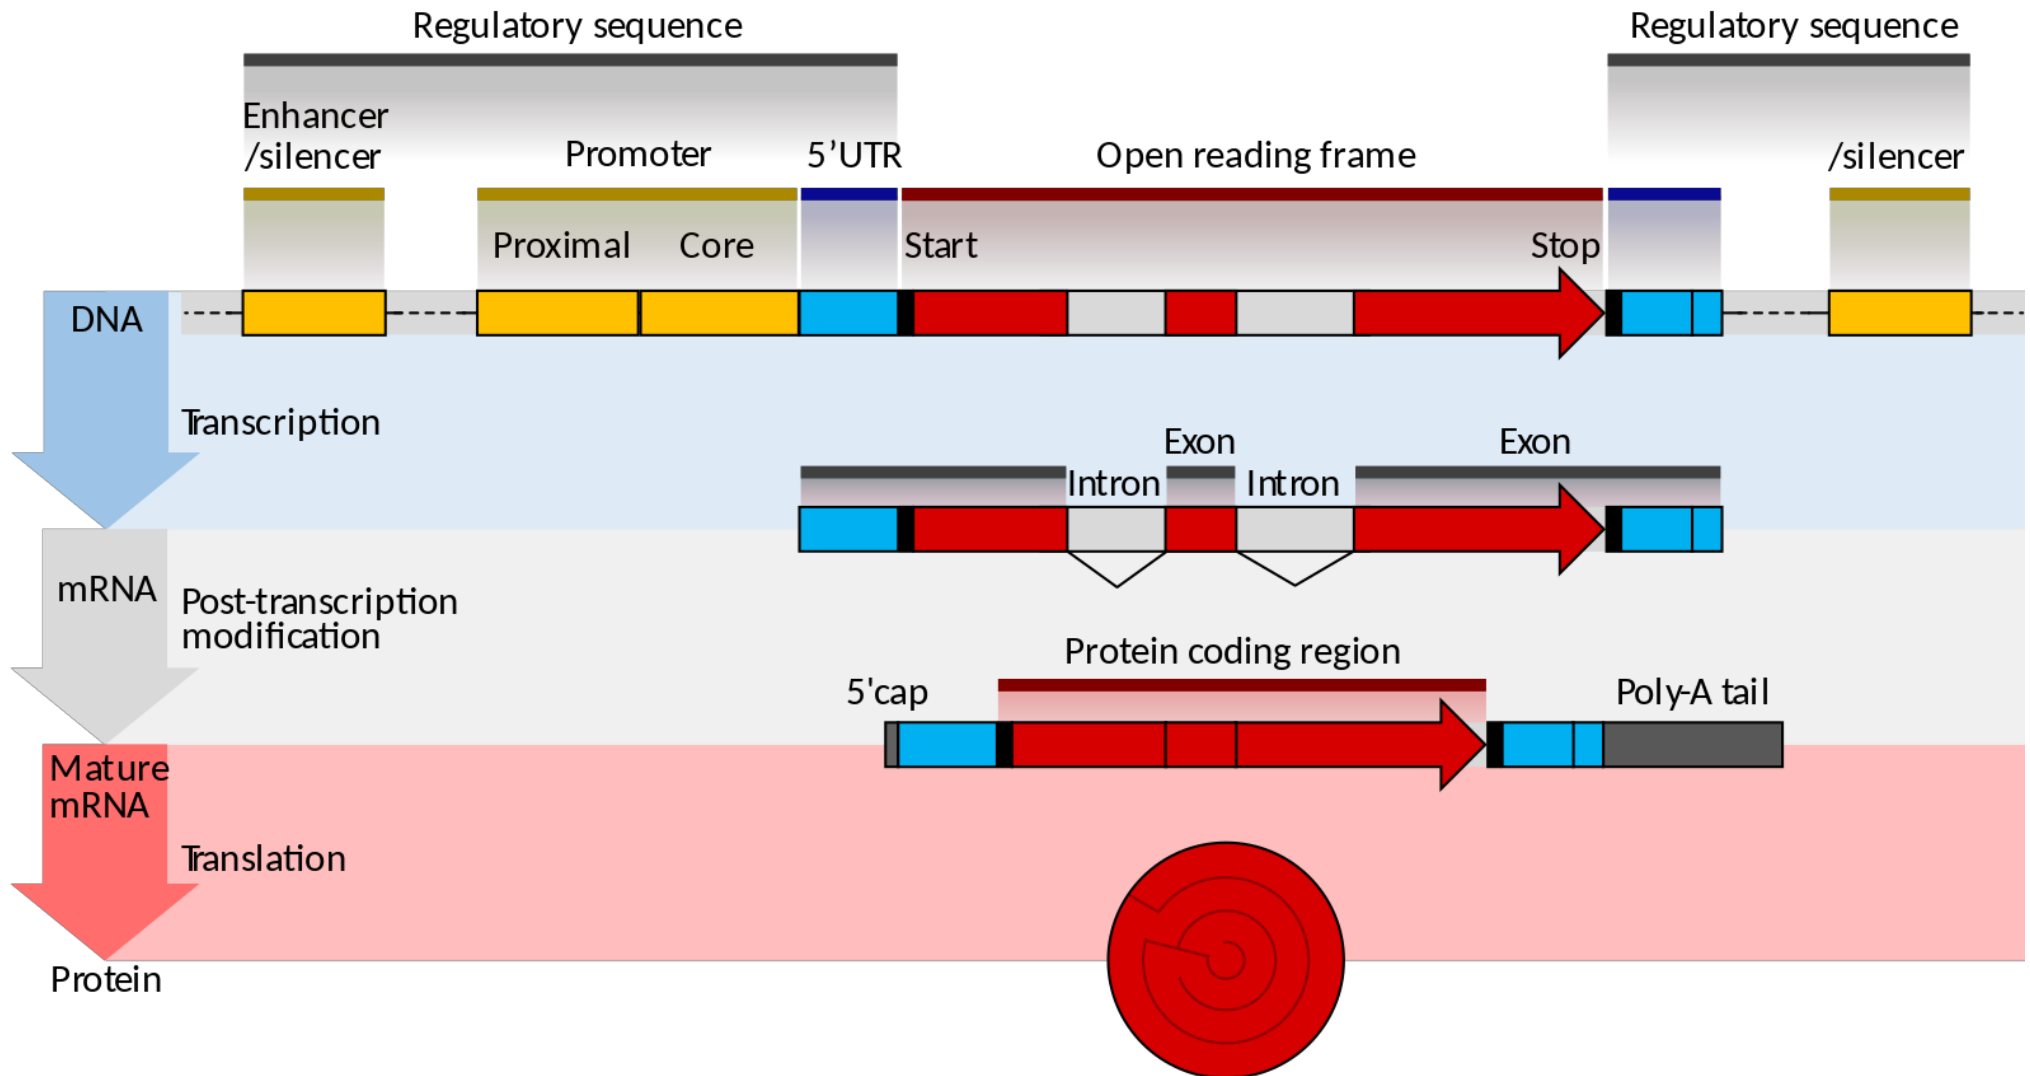 Regulatory sequence
Regulatory sequence
Enhancer
/silencer
Promoter
5’UTR
Open reading frame
/silencer
Proximal
Core
Start
Stop
DNA
Transcription
Exon
Exon
Intron
Intron
mRNA
Post-transcription
modification
Protein coding region
5'cap
Poly-A tail
Mature
mRNA
Translation
Protein